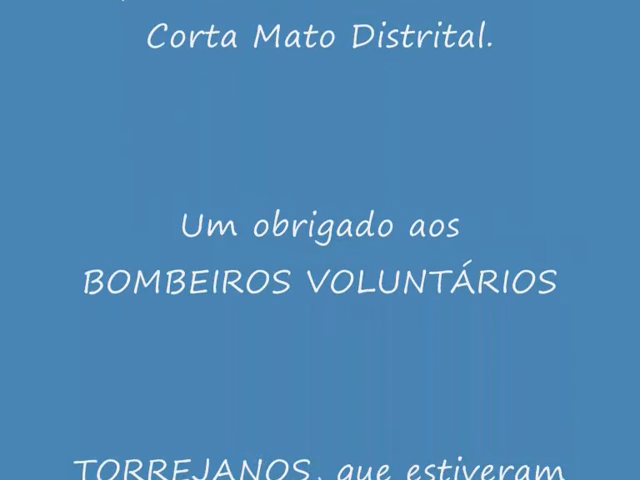 Corta Mato Distrital.
Um obrigado aos
BOMBEIROS VOLUNTÁRIOS
TORREJANOS, que estiveram